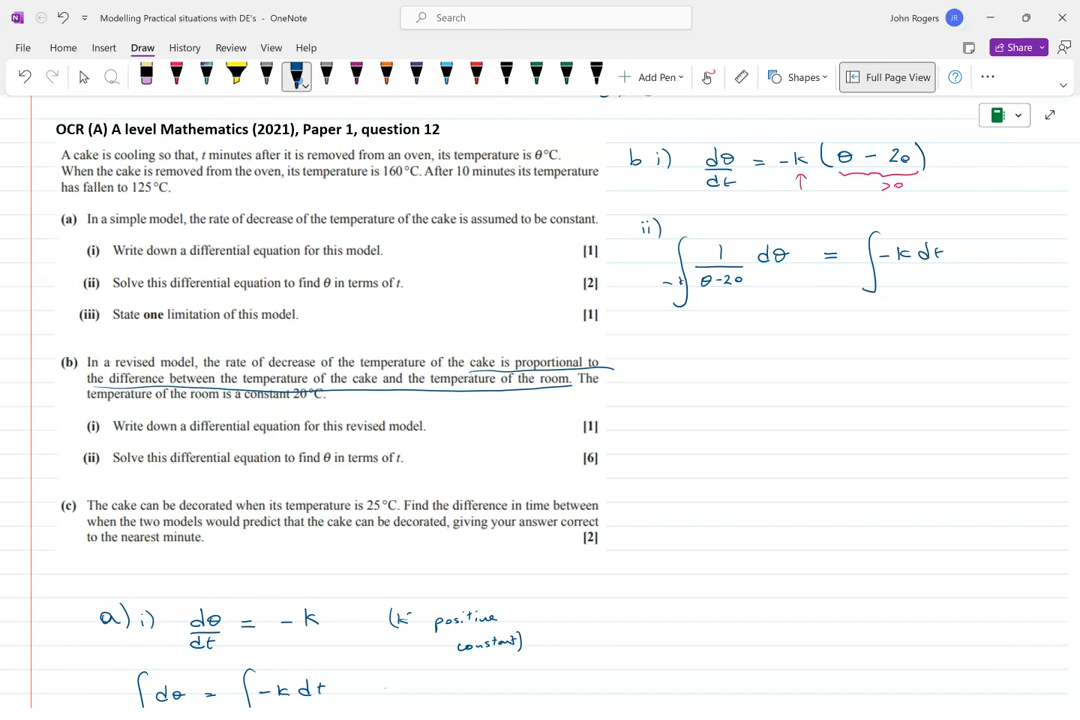 Modelling Practical situations with DE's - OneNote
Search
John Rogers
JR
File Home Insert Draw History Review View Help
Share
Add Pen
Shapes
Full Page View
OCR (A) A level Mathematics (2021), Paper 1, question 12
A cake is cooling so that, t minutes after it is removed from an oven, its temperature is θ°C.
When the cake is removed from the oven, its temperature is 160°C. After 10 minutes its temperature
has fallen to 125°C.
(a) In a simple model, the rate of decrease of the temperature of the cake is assumed to be constant.
(i) Write down a differential equation for this model. [1]
(ii) Solve this differential equation to find θ in terms of t. [2]
(iii) State one limitation of this model. [1]
(b) In a revised model, the rate of decrease of the temperature of the cake is proportional to
the difference between the temperature of the cake and the temperature of the room. The
temperature of the room is a constant 20°C.
(i) Write down a differential equation for this revised model. [1]
(ii) Solve this differential equation to find θ in terms of t. [6]
(c) The cake can be decorated when its temperature is 25°C. Find the difference in time between
when the two models would predict that the cake can be decorated, giving your answer correct
to the nearest minute. [2]
a) i) dθ/dt = -k (k positive
constant)
∫ dθ = ∫ -k dt
b i) dθ/dt = -k (θ - 20)
↑ >0
ii)
∫ 1/(θ-20) dθ = ∫ -k dt